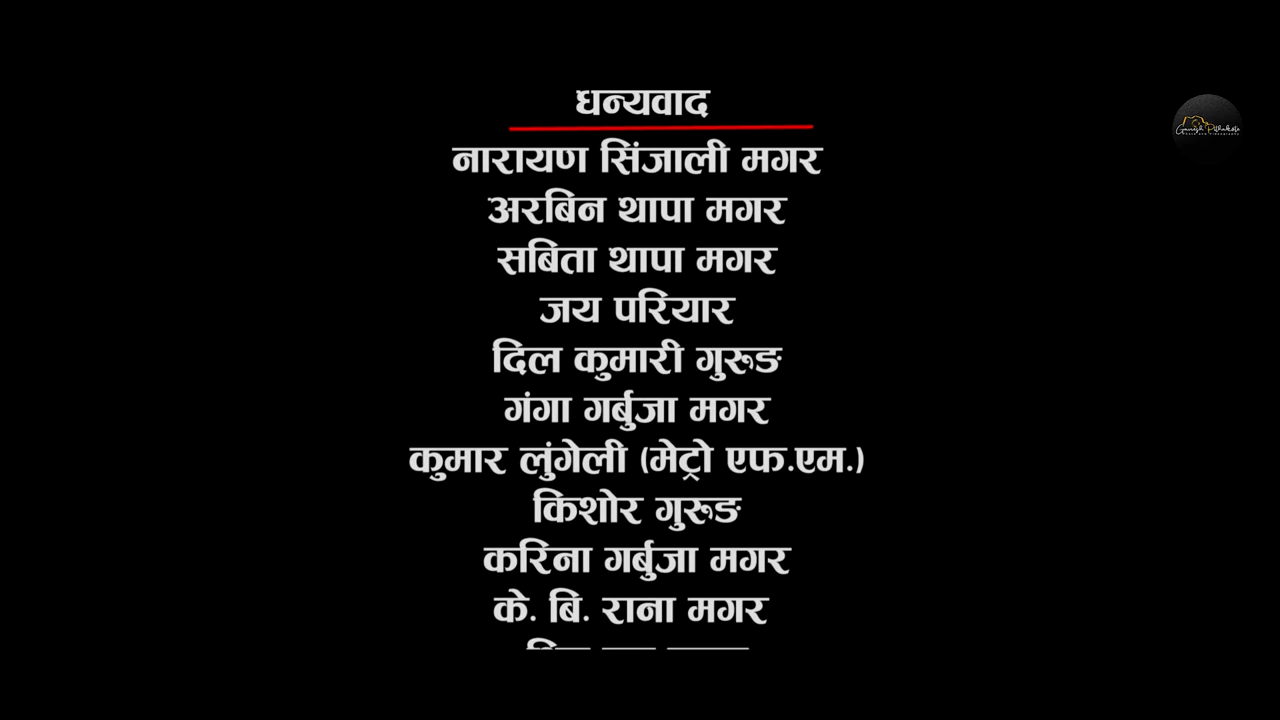 धन्यवाद
नारायण सिंजाली मगर
अरबिन थापा मगर
सबिता थापा मगर
जय परियार
दिल कुमारी गुरुङ
गंगा गर्बुजा मगर
कुमार लुंगेली (मेट्रो एफ.एम.)
किशोर गुरुङ
करिना गर्बुजा मगर
के. बि. राना मगर